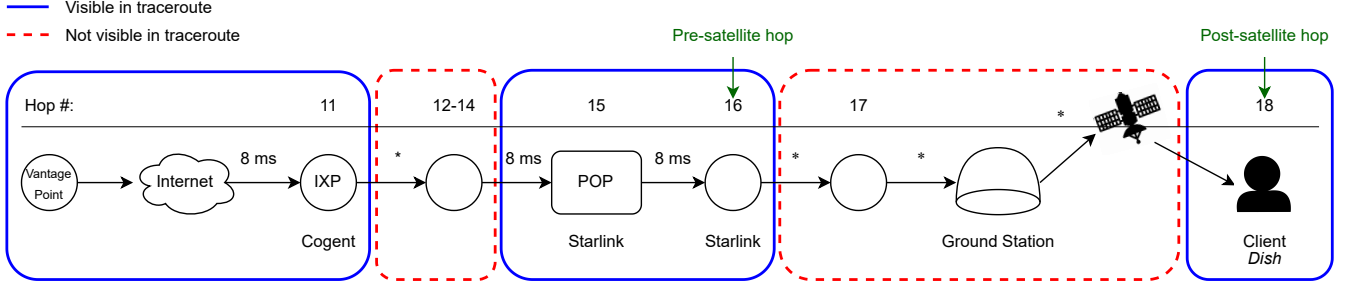 Visible in traceroute
Not visible in traceroute
Pre-satellite hop
Post-satellite hop
Hop #:
11
12-14
15
16
17
*
18
Vantage
Point
Internet
8 ms
IXP
*
8 ms
POP
8 ms
*
*
Cogent
Starlink
Starlink
Ground Station
Client
Dish